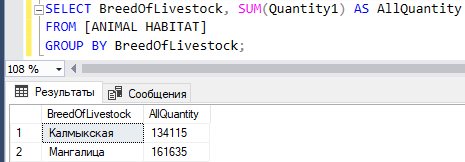 SELECT BreedOfLivestock, SUM(Quantity1) AS AllQuantity
FROM [ANIMAL HABITAT]
GROUP BY BreedOfLivestock;
108 %
Результаты Сообщения
BreedOfLivestock AllQuantity
1 Калмыкская 134115
2 Мангалица 161635